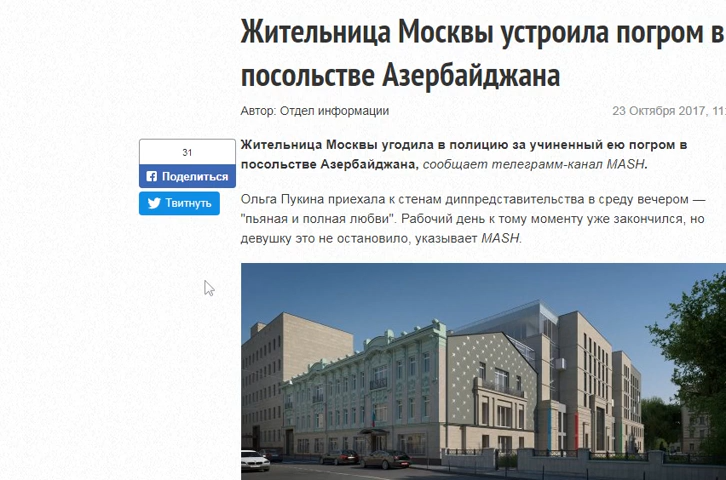 Жительница Москвы устроила погром в
посольстве Азербайджана
Автор: Отдел информации
23 Октября 2017, 11:
31
Поделиться
Твитнуть
Жительница Москвы угодила в полицию за учиненный ею погром в
посольстве Азербайджана, сообщает телеграмм-канал MASH.
Ольга Пукина приехала к стенам диппредставительства в среду вечером —
"пьяная и полная любви". Рабочий день к тому моменту уже закончился, но
девушку это не остановило, указывает MASH.